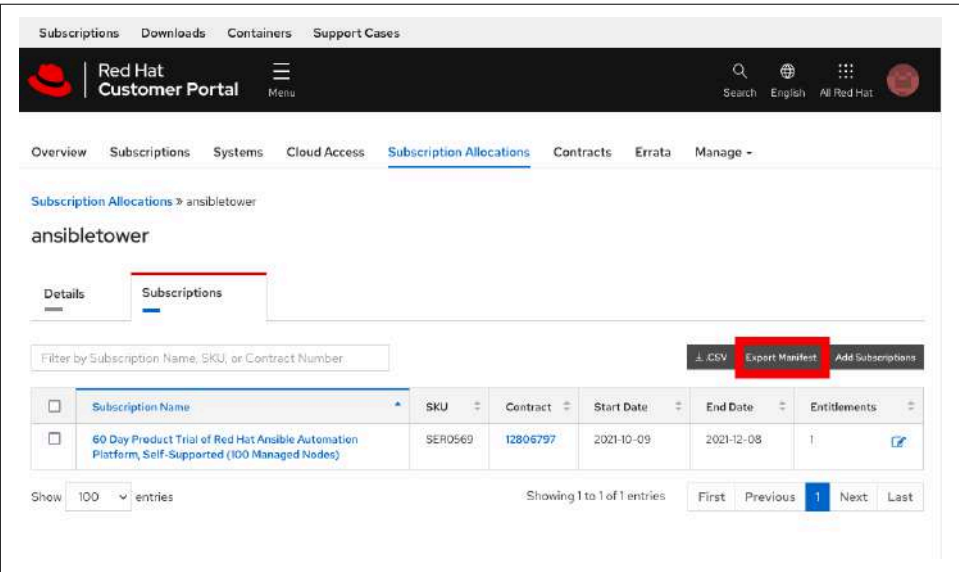 Subscriptions Downloads Containers Support Cases
Red Hat
Customer Portal
Menu
Search English All Red Hat
Overview Subscriptions Systems Cloud Access Subscription Allocations Contracts Errata Manage
Subscription Allocations » ansibletower
ansibletower
Details Subscriptions
Filter by Subscription Name, SKU, or Contract Number
.CSV Export Manifest Add Subscriptions
Subscription Name SKU Contract Start Date End Date Entitlements
60 Day Product Trial of Red Hat Ansible Automation SER0569 12806797 2021-10-09 2021-12-08 1
Platform, Self-Supported (100 Managed Nodes)
Show 100 entries Showing 1 to 1 of 1 entries First Previous 1 Next Last